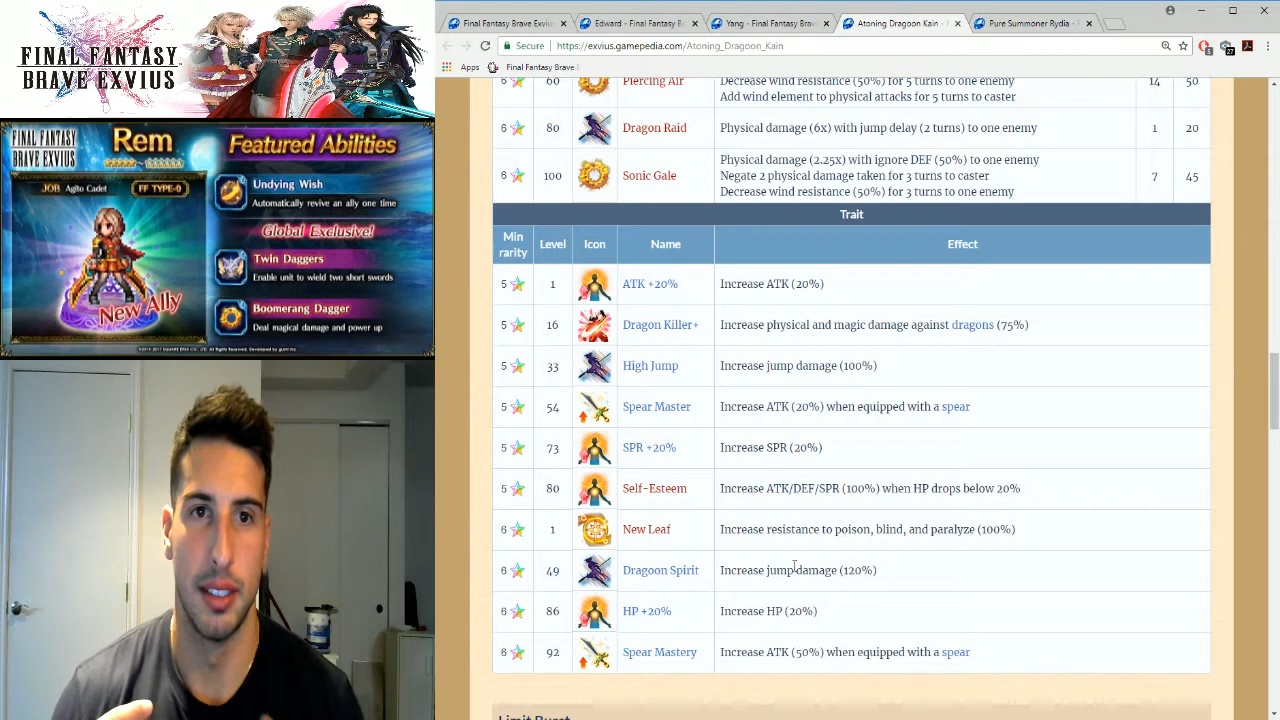 FINAL FANTASY
BRAVE EXVIUS
FINAL FANTASY
BRAVE EXVIUS
Rem
JOB Agito Cadet
FF TYPE-0
New Ally
Featured Abilities
Undying Wish
Automatically revive an ally one time
Global Exclusive!
Twin Daggers
Enable unit to wield two short swords
Boomerang Dagger
Deal magical damage and power up
Final Fantasy Brave Exvius
Edward - Final Fantasy B
Yang - Final Fantasy Brav
Atoning Dragoon Kain -
Pure Summoner Rydia -
Secure
https://exvius.gamepedia.com/Atoning_Dragoon_Kain
Apps
Final Fantasy Brave E
6 60 Piercing Air Decrease wind resistance (50%) for 5 turns to one enemy 14 50
Add wind element to physical attacks for 5 turns to caster
6 80 Dragon Raid Physical damage (6x) with jump delay (2 turns) to one enemy 1 20
6 100 Sonic Gale Physical damage ignore DEF (50%) to one enemy 7 45
Negate 2 physical damage taken for 3 turns to caster
Decrease wind resistance (50%) for 3 turns to one enemy
Trait
Min rarity Level Icon Name Effect
5 1 ATK +20% Increase ATK (20%)
5 16 Dragon Killer+ Increase physical and magic damage against dragons (75%)
5 33 High Jump Increase jump damage (100%)
5 54 Spear Master Increase ATK (20%) when equipped with a spear
5 73 SPR +20% Increase SPR (20%)
5 80 Self-Esteem Increase ATK/DEF/SPR (100%) when HP drops below 20%
6 1 New Leaf Increase resistance to poison, blind, and paralyze (100%)
6 49 Dragoon Spirit Increase jump damage (120%)
6 86 HP +20% Increase HP (20%)
6 92 Spear Mastery Increase ATK (50%) when equipped with a spear
Limit Burst